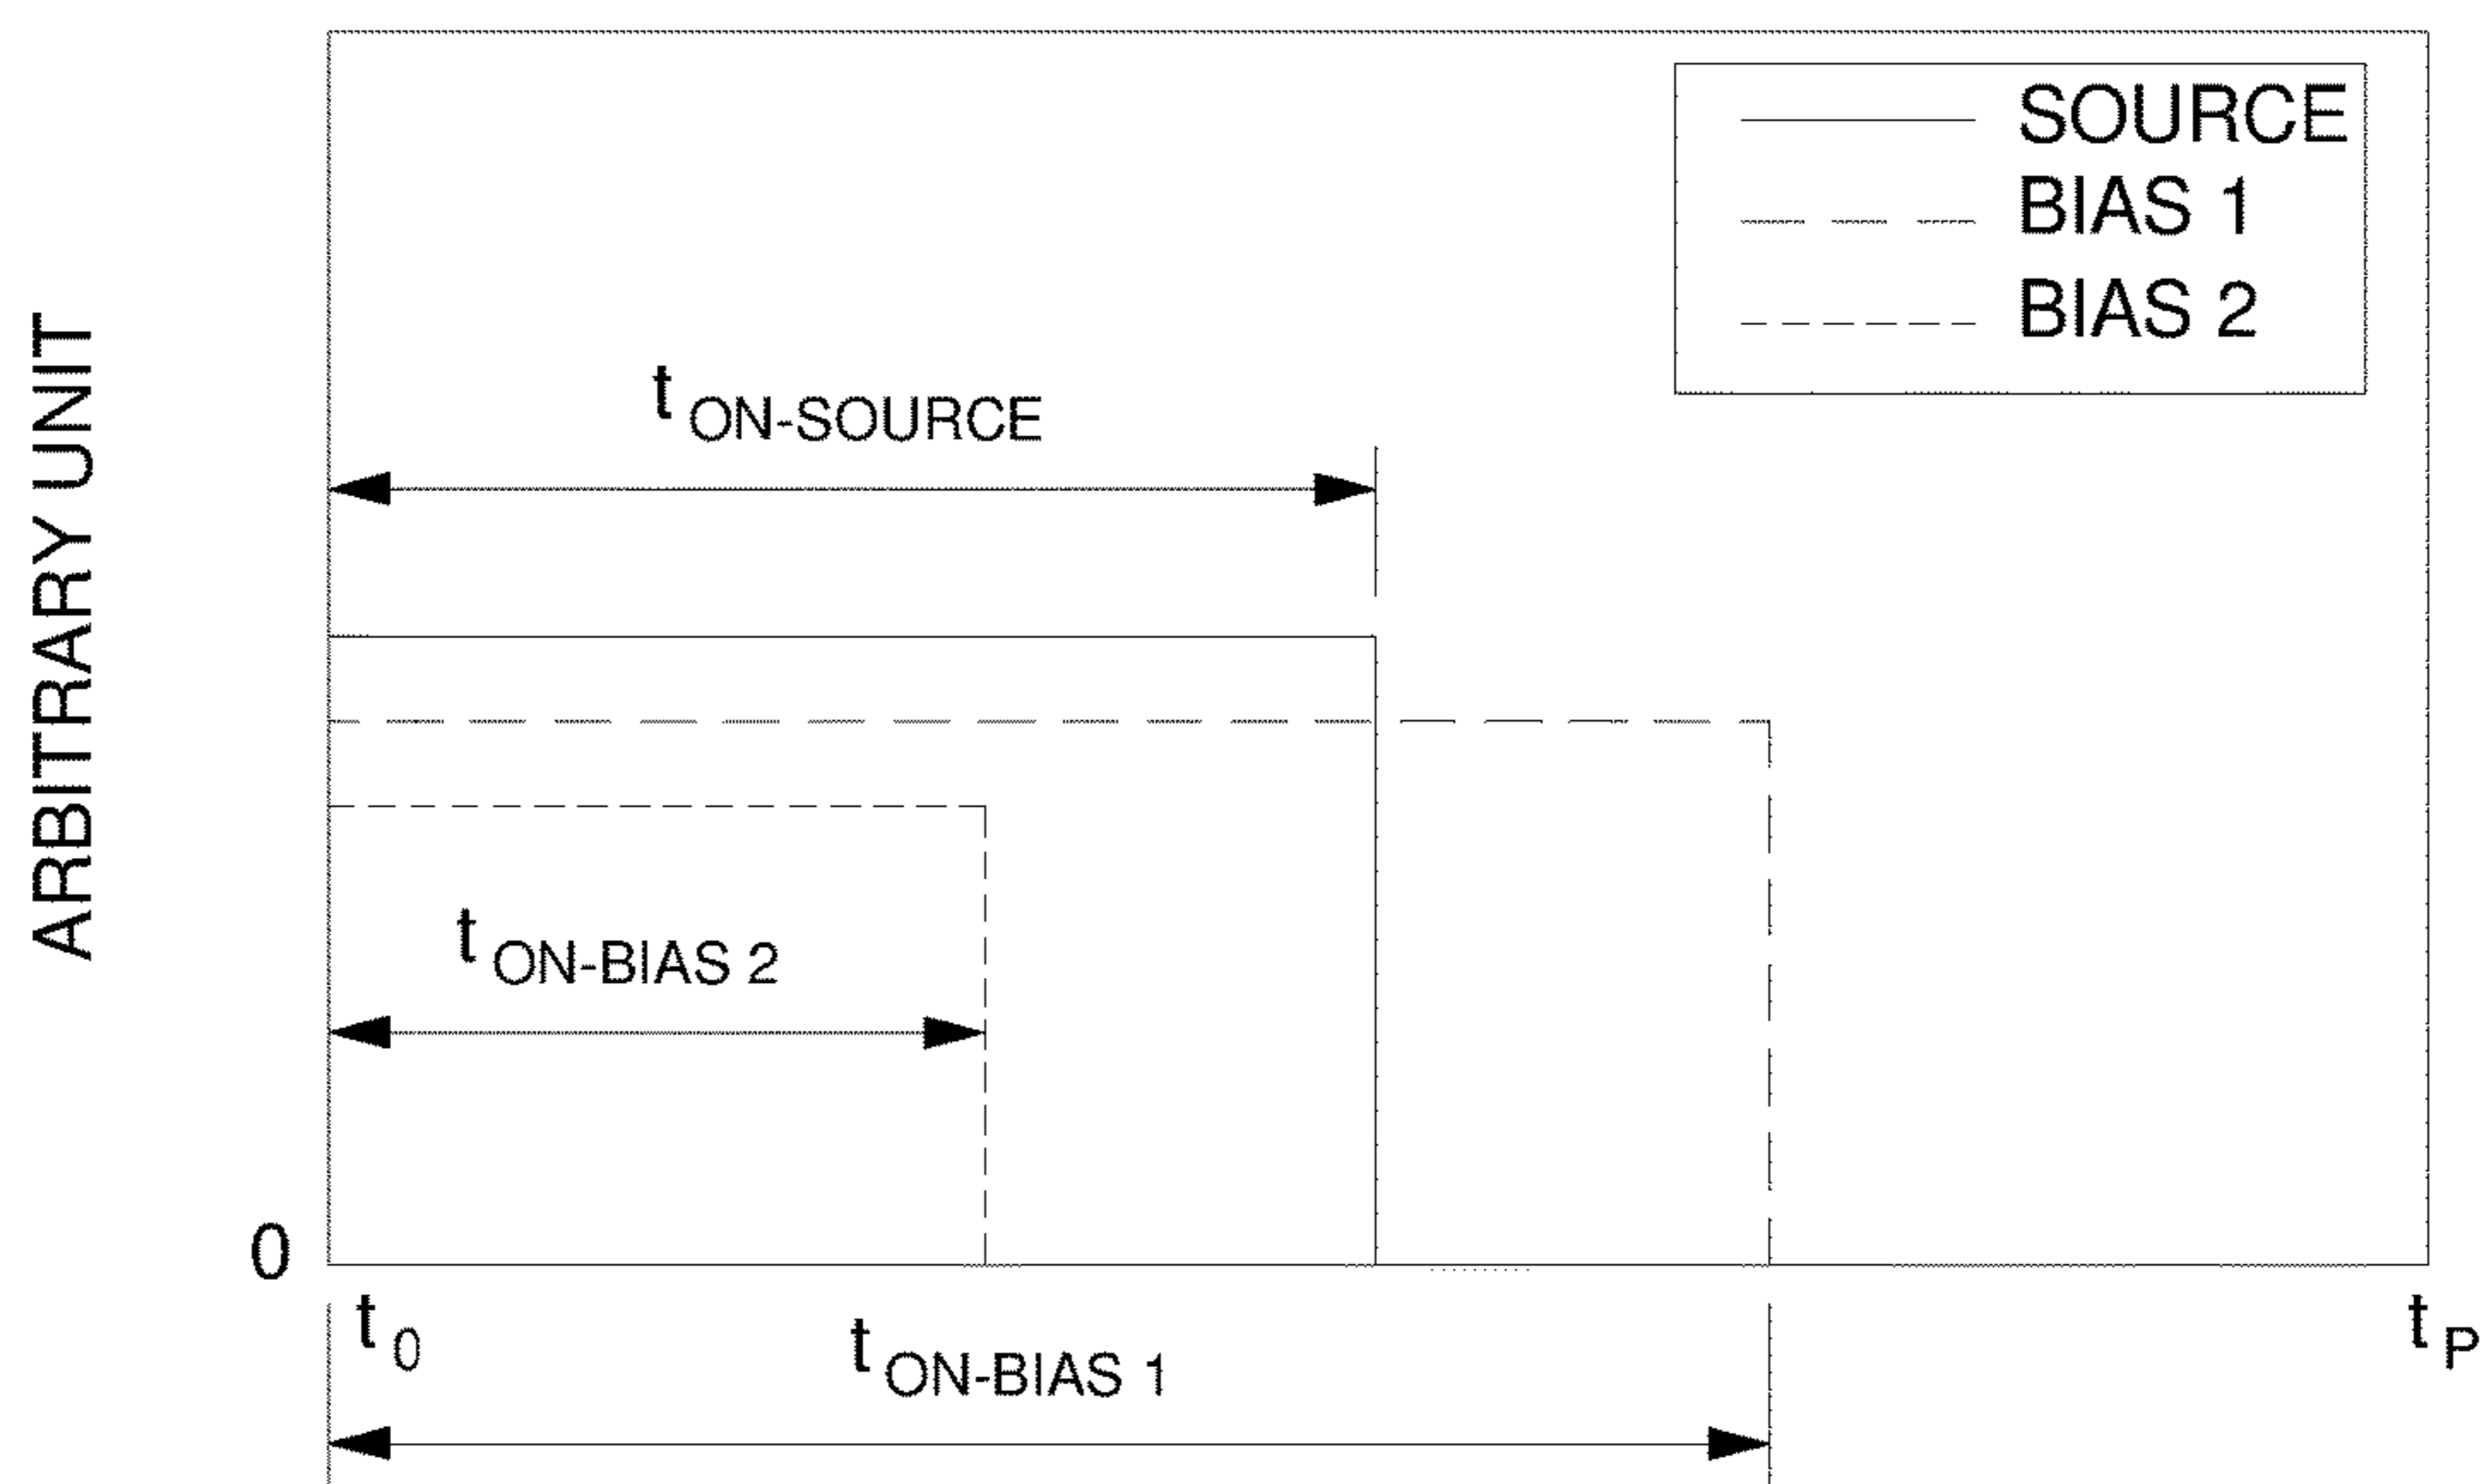 SOURCE
BIAS 1
BIAS 2
t ON-SOURCE
ARBITRARY UNIT
t ON-BIAS 2
0
t 0
t ON-BIAS 1
t P